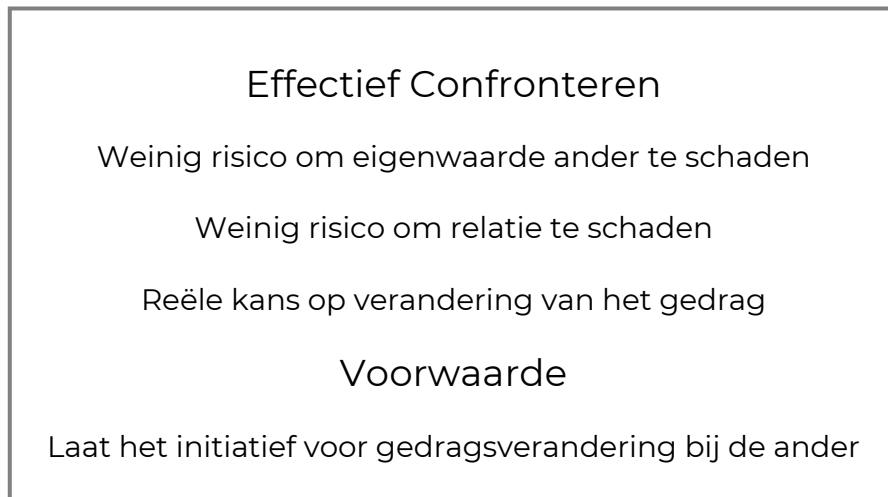 Effectief Confronteren
Weinig risico om eigenwaarde ander te schaden
Weinig risico om relatie te schaden
Reële kans op verandering van het gedrag
Voorwaarde
Laat het initiatief voor gedragsverandering bij de ander